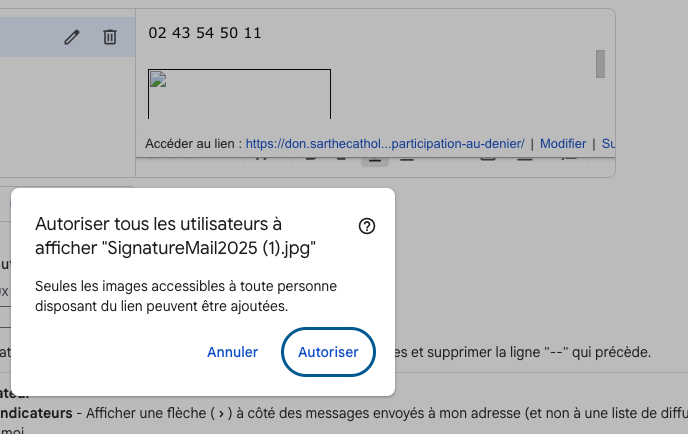 02 43 54 50 11
Accéder au lien : https://don.sarthecathol...participation-au-denier/ | Modifier | Su
Autoriser tous les utilisateurs à
afficher "SignatureMail2025 (1).jpg"
Seules les images accessibles à toute personne
disposant du lien peuvent être ajoutées.
Annuler Autoriser
es et supprimer la ligne "--" qui précède.
ateur
ndicateurs - Afficher une flèche ( › ) à côté des messages envoyés à mon adresse (et non à une liste de diffu
moi